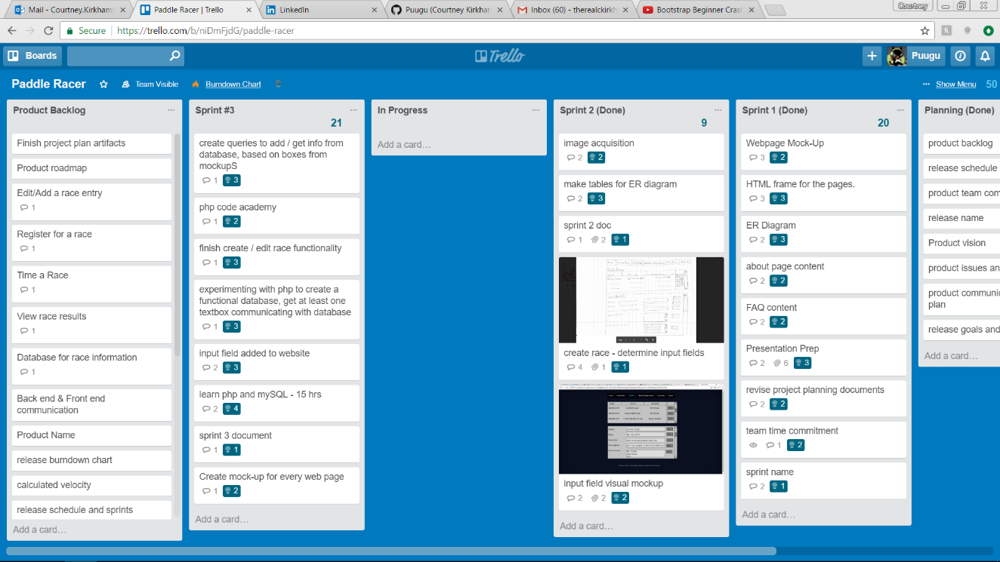 Mail - Courtney.Kirkham
Paddle Racer | Trello
LinkedIn
Puugu (Courtney Kirkham
Inbox (60) - therealckirkh
Bootstrap Beginner Cras
Courtney
Secure
https://trello.com/b/niDmFjdG/paddle-racer
Boards
Trello
Puugu
Paddle Racer
Team Visible
Burndown Chart
Show Menu
50
Product Backlog
Finish project plan artifacts
Product roadmap
Edit/Add a race entry
1
Register for a race
1
Time a Race
1
View race results
1
Database for race information
1
Back end & Front end
communication
Product Name
release burndown chart
calculated velocity
release schedule and sprints
Add a card…
Sprint #3
21
create queries to add / get info from
database, based on boxes from
mockupS
1 3
php code academy
1 2
finish create / edit race functionality
1 3
experimenting with php to create a
functional database, get at least one
textbox communicating with database
1 3
input field added to website
2 3
learn php and mySQL - 15 hrs
2 4
sprint 3 document
1 1
Create mock-up for every web page
1 2
Add a card…
In Progress
Add a card…
Sprint 2 (Done)
9
image acquisition
2 2
make tables for ER diagram
2 3
sprint 2 doc
1 2 1
create race - determine input fields
4 1 1
input field visual mockup
2 2 2
Add a card…
Sprint 1 (Done)
20
Webpage Mock-Up
3 2
HTML frame for the pages.
3 3
ER Diagram
2 3
about page content
2 2
FAQ content
2 2
Presentation Prep
2 6 3
revise project planning documents
2 2
team time commitment
1 2
sprint name
2 1
Add a card…
Planning (Done)
product backlog
release schedule
product team com
release name
Product vision
product issues an
product communic
plan
release goals and
Add a card…